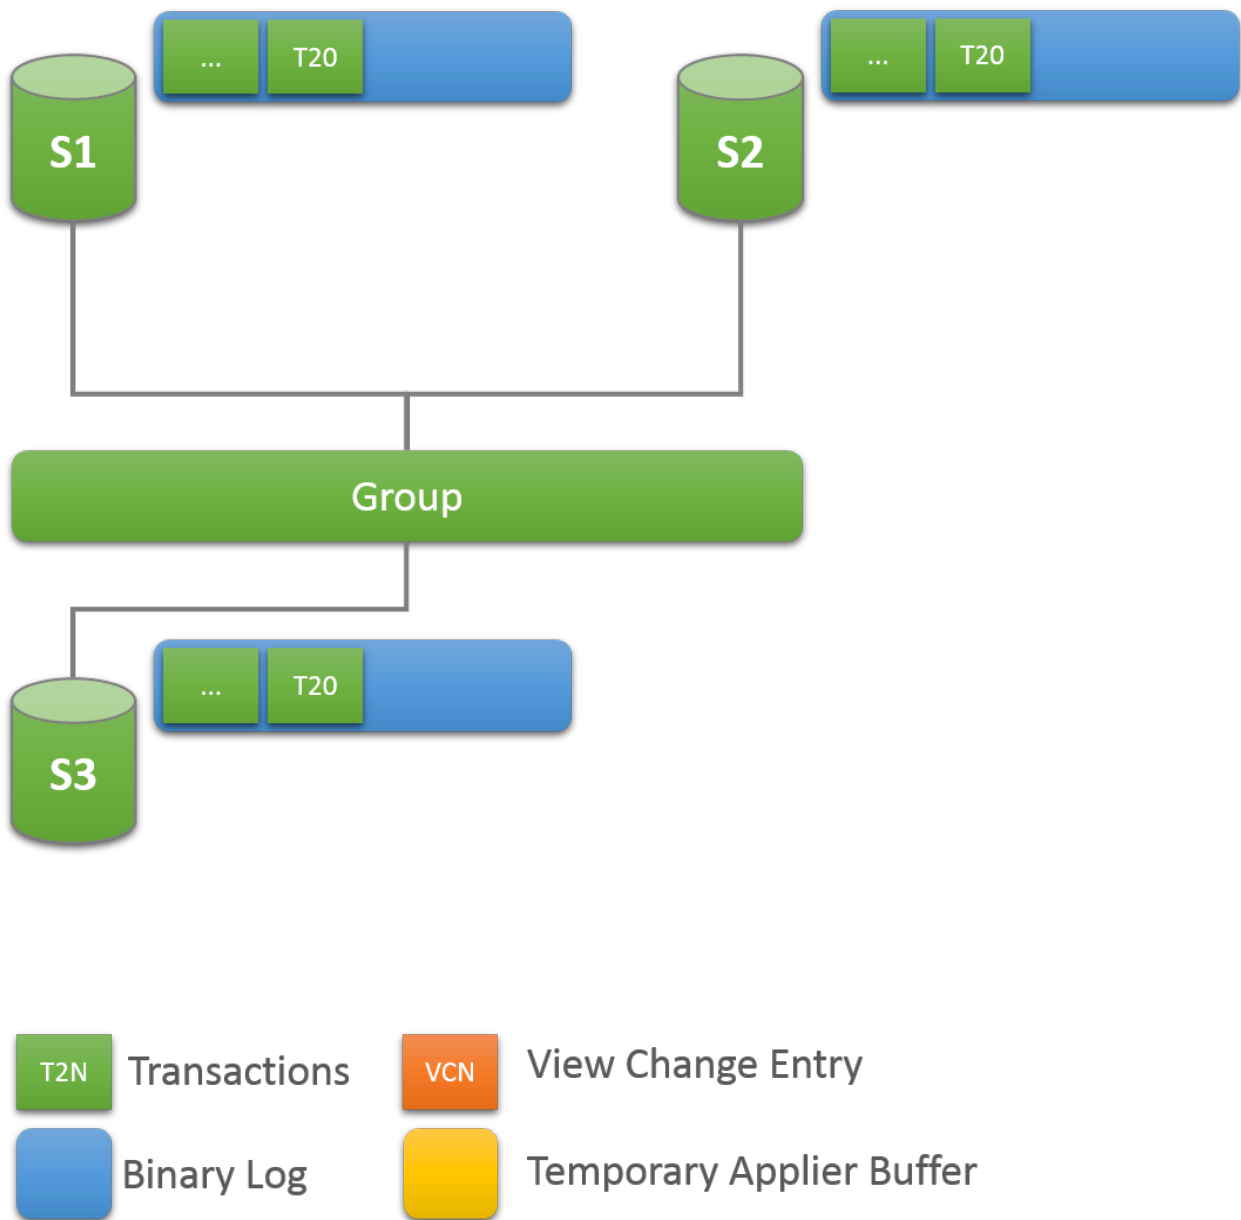 ... T20
S1
... T20
S2
Group
... T20
S3
T2N Transactions
VCN View Change Entry
Binary Log
Temporary Applier Buffer